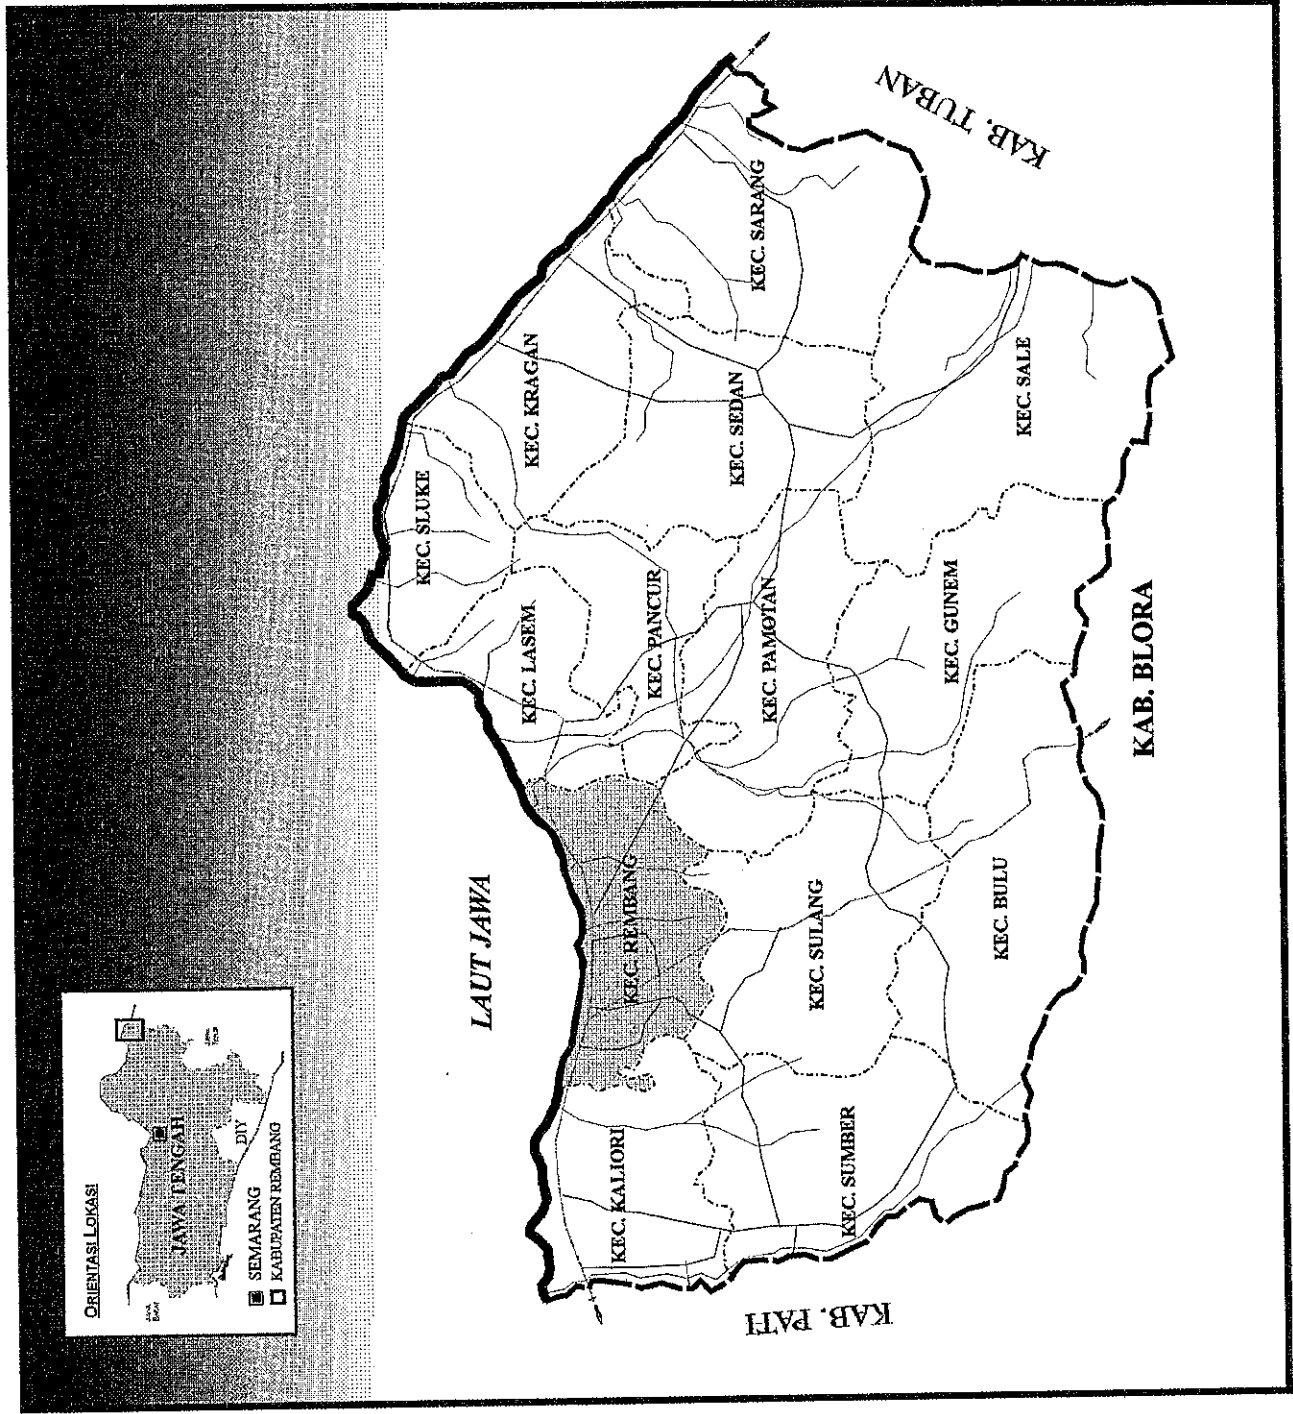 ORIENTASI LOKASI
JAWA TENGAH
DIY
SEMARANG
KABUPATEN REMBANG
LAUT JAWA
KEC. SLUKE
KEC. KRAGAN
KEC. SARANG
KEC. LASEM
KEC. PANCUR
KEC. SEDAN
KEC. PAMOTAN
KEC. REMBANG
KEC. KALIORI
KEC. SULANG
KEC. SUMBER
KEC. GUNEM
KEC. SALE
KEC. BULU
KAB. TUBAN
KAB. BLORA
KAB. PATI